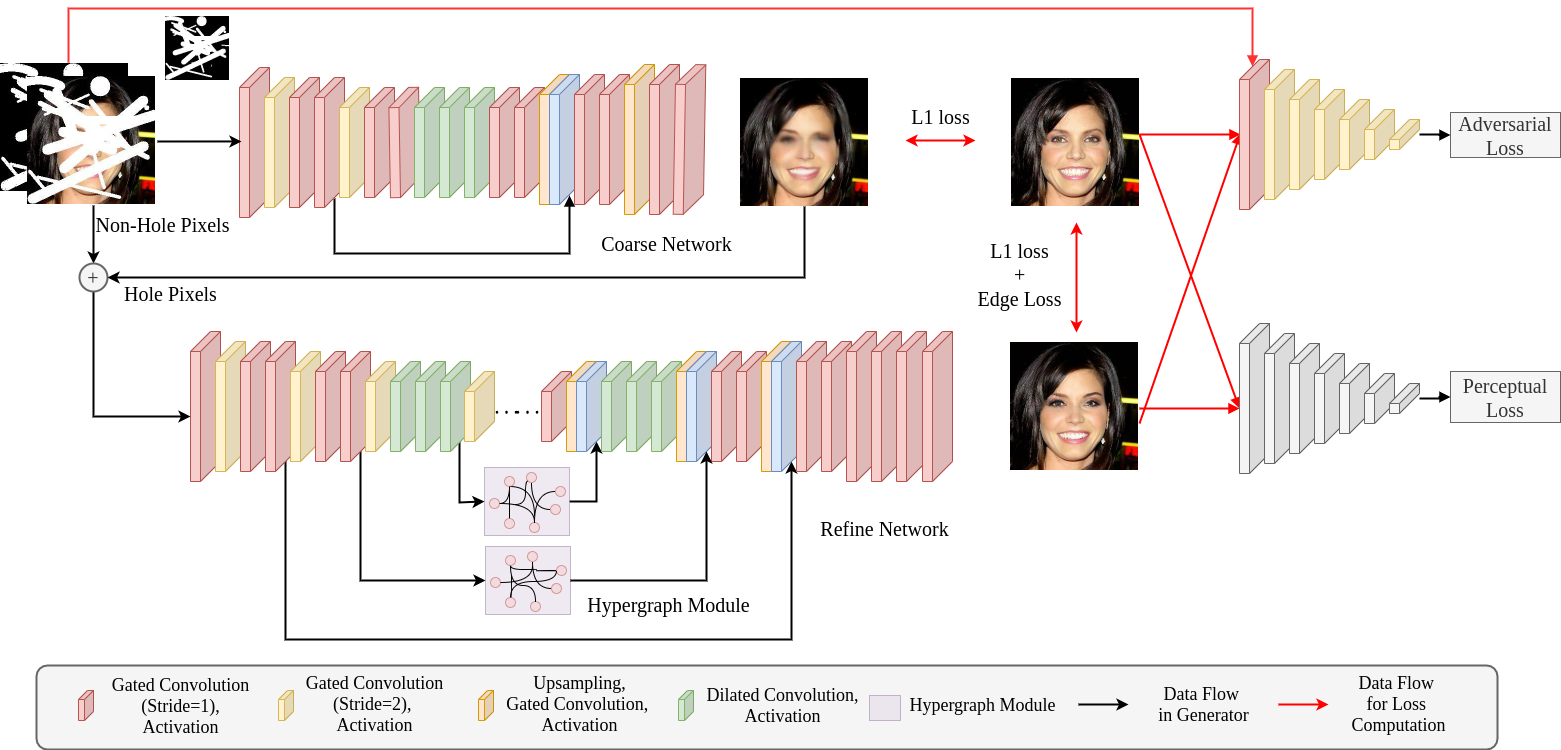 L1 loss
Adversarial
Loss
Non-Hole Pixels
Coarse Network
+
Hole Pixels
L1 loss
+
Edge Loss
Perceptual
Loss
. . . . . .
Refine Network
Hypergraph Module
Gated Convolution
(Stride=1),
Activation
Gated Convolution
(Stride=2),
Activation
Upsampling,
Gated Convolution,
Activation
Dilated Convolution,
Activation
Hypergraph Module
Data Flow
in Generator
Data Flow
for Loss
Computation